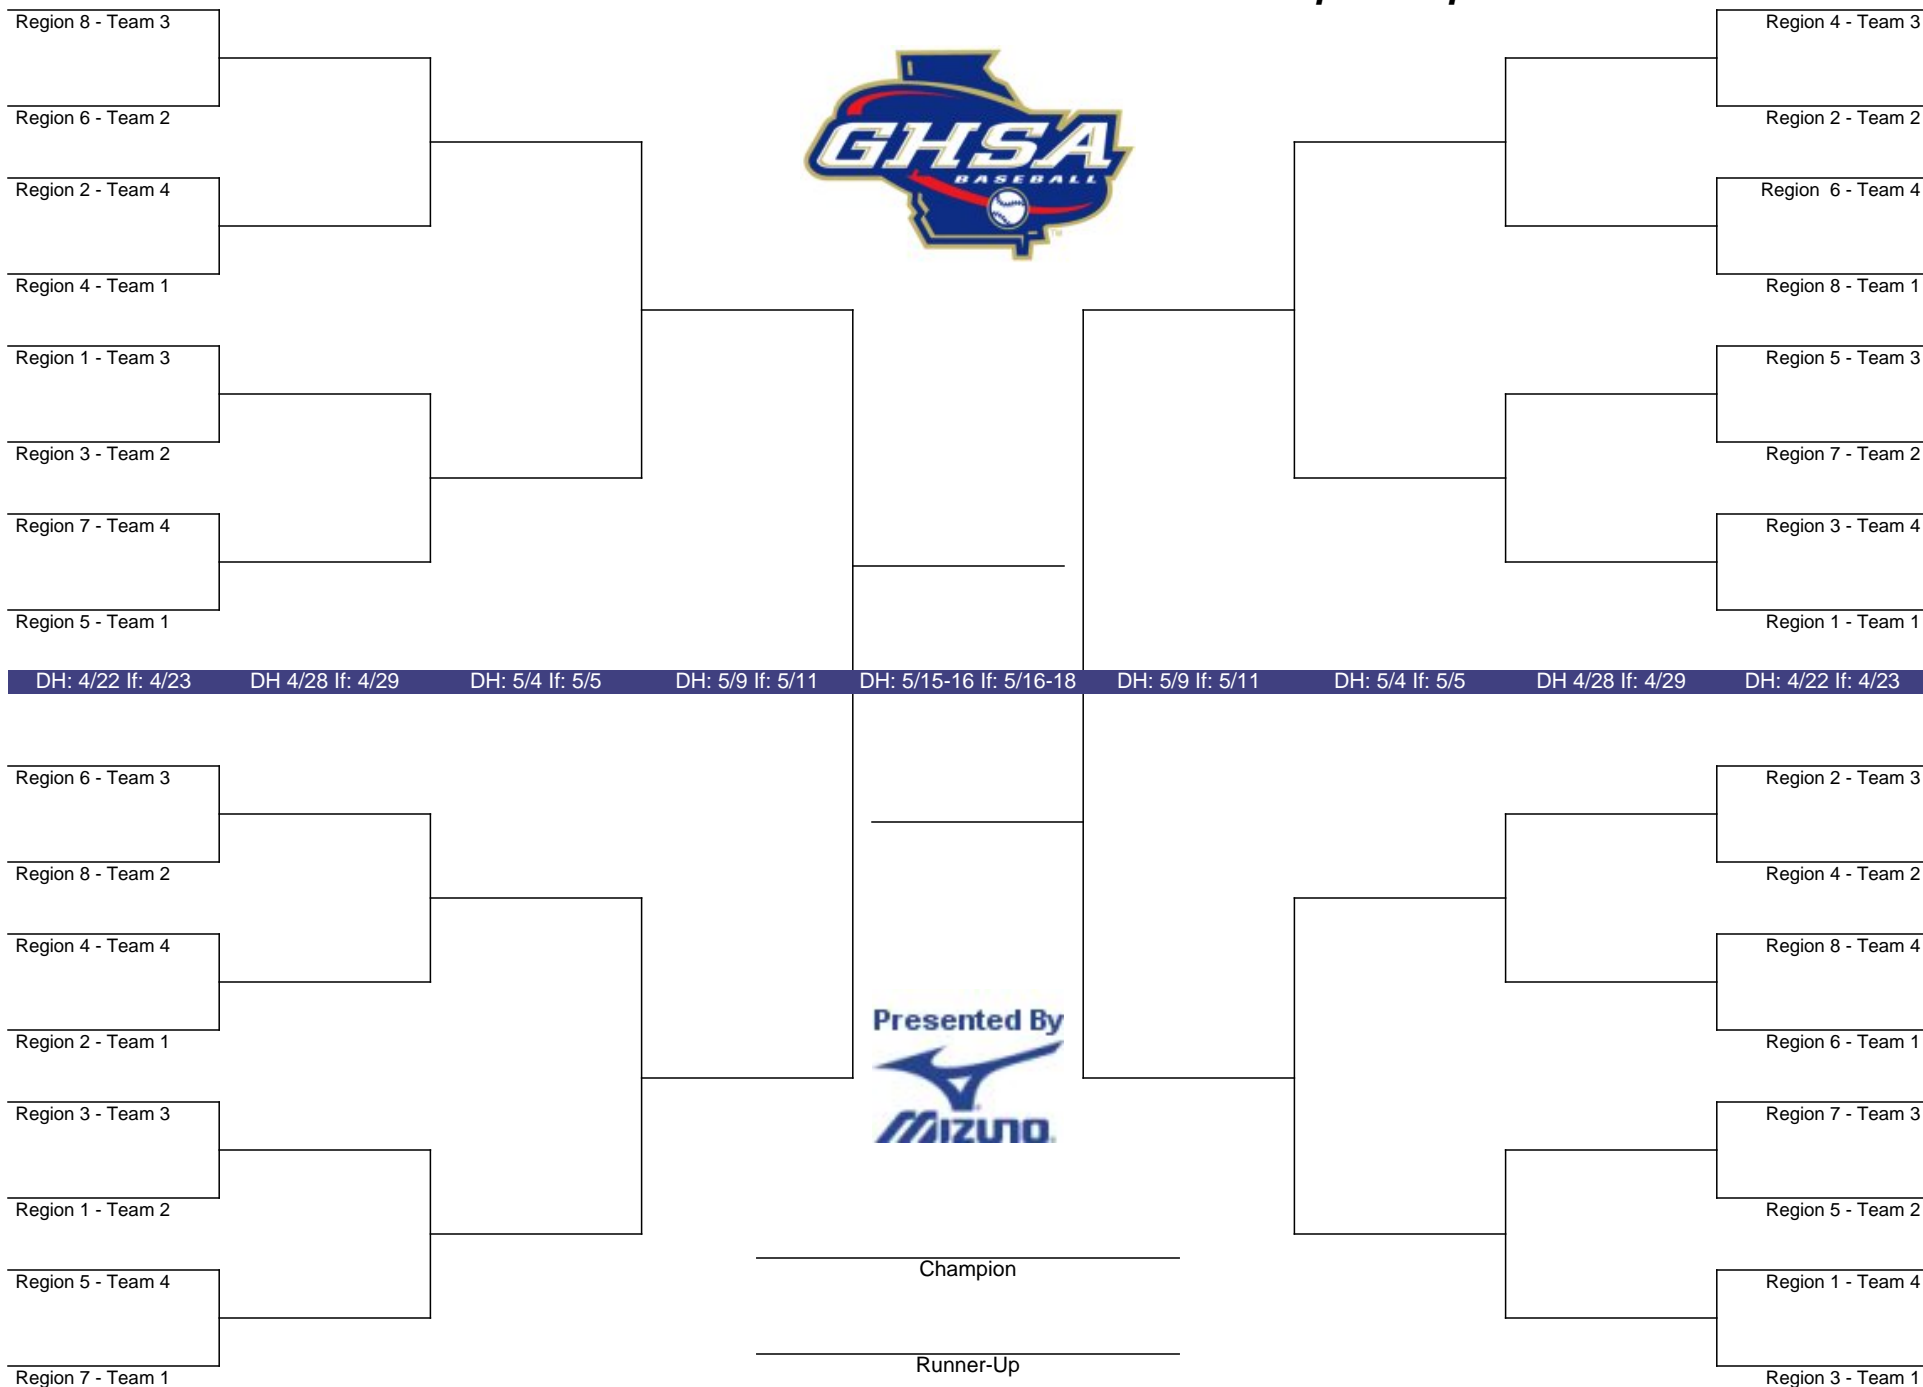 Region 8 - Team 3
Region 6 - Team 2
Region 2 - Team 4
Region 4 - Team 1
Region 1 - Team 3
Region 3 - Team 2
Region 7 - Team 4
Region 5 - Team 1
GHSA
BASEBALL
TM
Region 4 - Team 3
Region 2 - Team 2
Region  6 - Team 4
Region 8 - Team 1
Region 5 - Team 3
Region 7 - Team 2
Region 3 - Team 4
Region 1 - Team 1
DH: 4/22 If: 4/23 DH 4/28 If: 4/29 DH: 5/4 If: 5/5 DH: 5/9 If: 5/11 DH: 5/15-16 If: 5/16-18 DH: 5/9 If: 5/11 DH: 5/4 If: 5/5 DH 4/28 If: 4/29 DH: 4/22 If: 4/23
Region 6 - Team 3
Region 8 - Team 2
Region 4 - Team 4
Region 2 - Team 1
Region 3 - Team 3
Region 1 - Team 2
Region 5 - Team 4
Region 7 - Team 1
Presented By
MIZUNO
Champion
Runner-Up
Region 2 - Team 3
Region 4 - Team 2
Region 8 - Team 4
Region 6 - Team 1
Region 7 - Team 3
Region 5 - Team 2
Region 1 - Team 4
Region 3 - Team 1